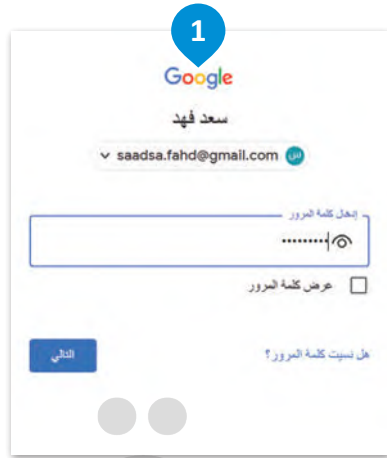 1
Google
سعد فهد
saadsa.fahd@gmail.com س
إدخال كلمة المرور
•••••••••
عرض كلمة المرور
هل نسيت كلمة المرور؟
التالي